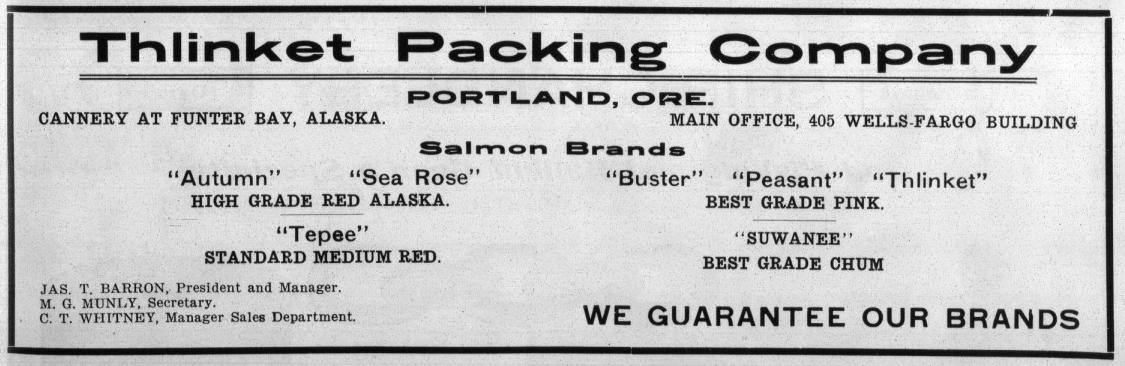 Thlinket Packing Company
PORTLAND, ORE.
CANNERY AT FUNTER BAY, ALASKA.
MAIN OFFICE, 405 WELLS-FARGO BUILDING
Salmon Brands
"Autumn" "Sea Rose"
HIGH GRADE RED ALASKA.
"Tepee"
STANDARD MEDIUM RED.
"Buster" "Peasant" "Thlinket"
BEST GRADE PINK.
"SUWANEE"
BEST GRADE CHUM
JAS. T. BARRON, President and Manager.
M. G. MUNLY, Secretary.
C. T. WHITNEY, Manager Sales Department.
WE GUARANTEE OUR BRANDS